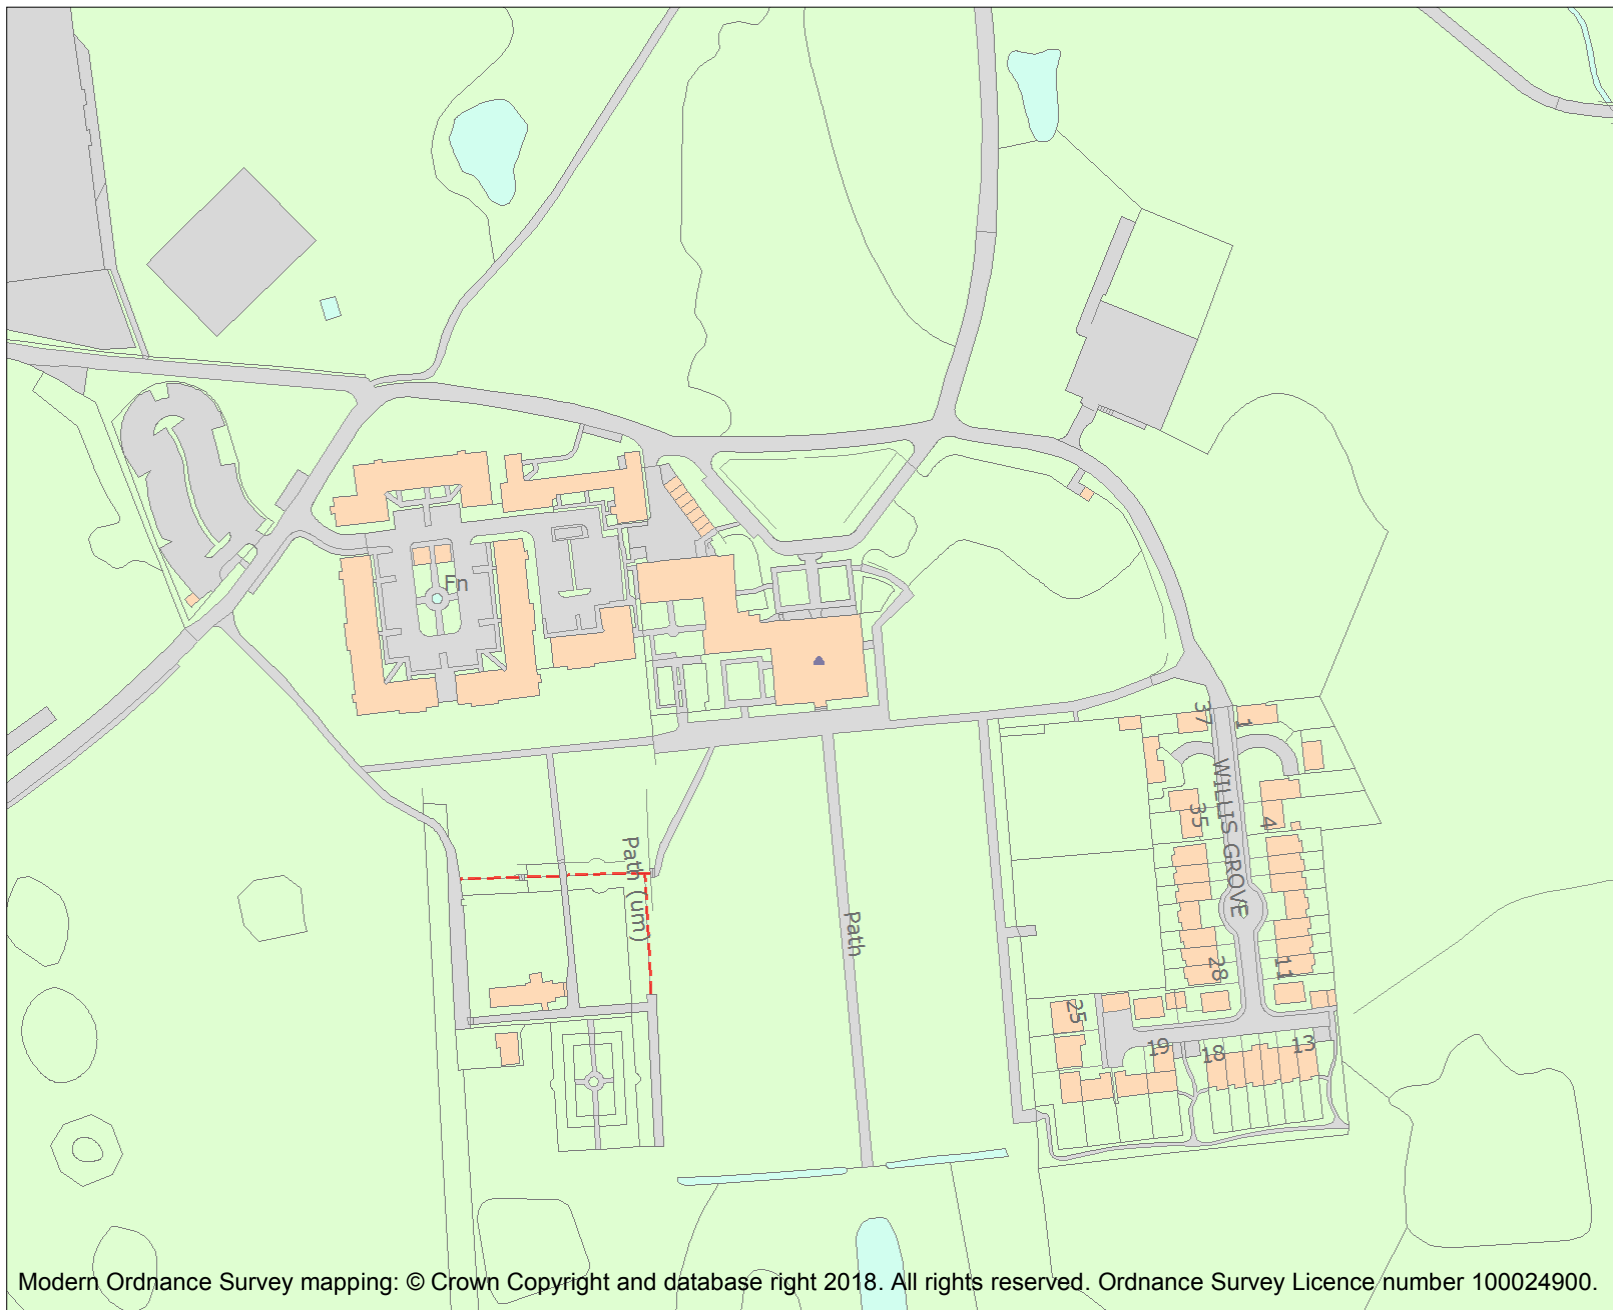 Fn
37
1
WILLIS GROVE
35
4
Path (um)
Path
28
11
25
19
18
13
Modern Ordnance Survey mapping: © Crown Copyright and database right 2018. All rights reserved. Ordnance Survey Licence number 100024900.